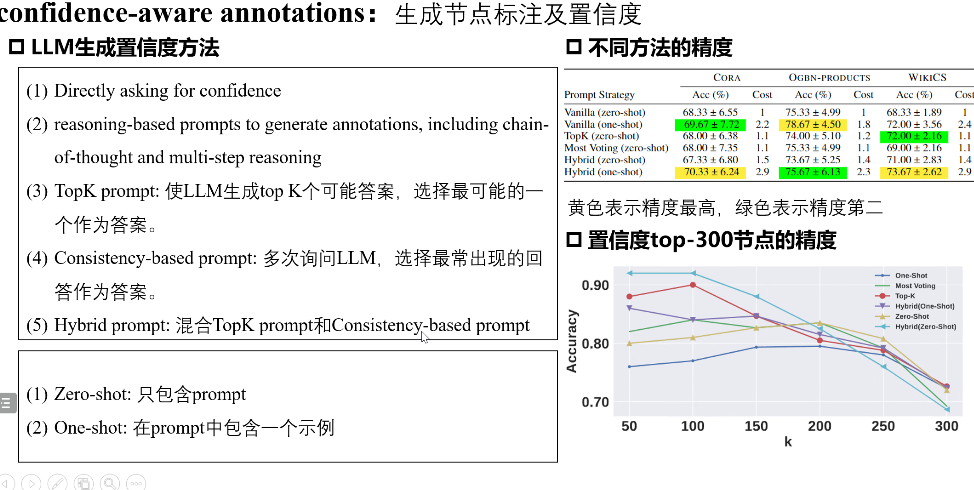 confidence-aware annotations：生成节点标注及置信度
LLM生成置信度方法
(1) Directly asking for confidence
(2) reasoning-based prompts to generate annotations, including chain-
of-thought and multi-step reasoning
(3) TopK prompt: 使LLM生成top K个可能答案，选择最可能的一
个作为答案。
(4) Consistency-based prompt: 多次询问LLM，选择最常出现的回
答作为答案。
(5) Hybrid prompt: 混合TopK prompt和Consistency-based prompt
(1) Zero-shot: 只包含prompt
(2) One-shot: 在prompt中包含一个示例
不同方法的精度
CORA OGBN-PRODUCTS WIKICS
Prompt Strategy Acc (%) Cost Acc (%) Cost Acc (%) Cost
Vanilla (zero-shot) 68.33 ± 6.55 1 75.33 ± 4.99 1 68.33 ± 1.89 1
Vanilla (one-shot) 69.67 ± 7.72 2.2 78.67 ± 4.50 1.8 72.00 ± 3.56 2.4
TopK (zero-shot) 68.00 ± 6.38 1.1 74.00 ± 5.10 1.2 72.00 ± 2.16 1.1
Most Voting (zero-shot) 68.00 ± 7.35 1.1 75.33 ± 4.99 1.1 69.00 ± 2.16 1.1
Hybrid (zero-shot) 67.33 ± 6.80 1.5 73.67 ± 5.25 1.4 71.00 ± 2.83 1.4
Hybrid (one-shot) 70.33 ± 6.24 2.9 75.67 ± 6.13 2.3 73.67 ± 2.62 2.9
黄色表示精度最高，绿色表示精度第二
置信度top-300节点的精度
One-Shot
Most Voting
Top-K
Hybrid(One-Shot)
Zero-Shot
Hybrid(Zero-Shot)
Accuracy
0.90
0.80
0.70
50 100 150 200 250 300
k